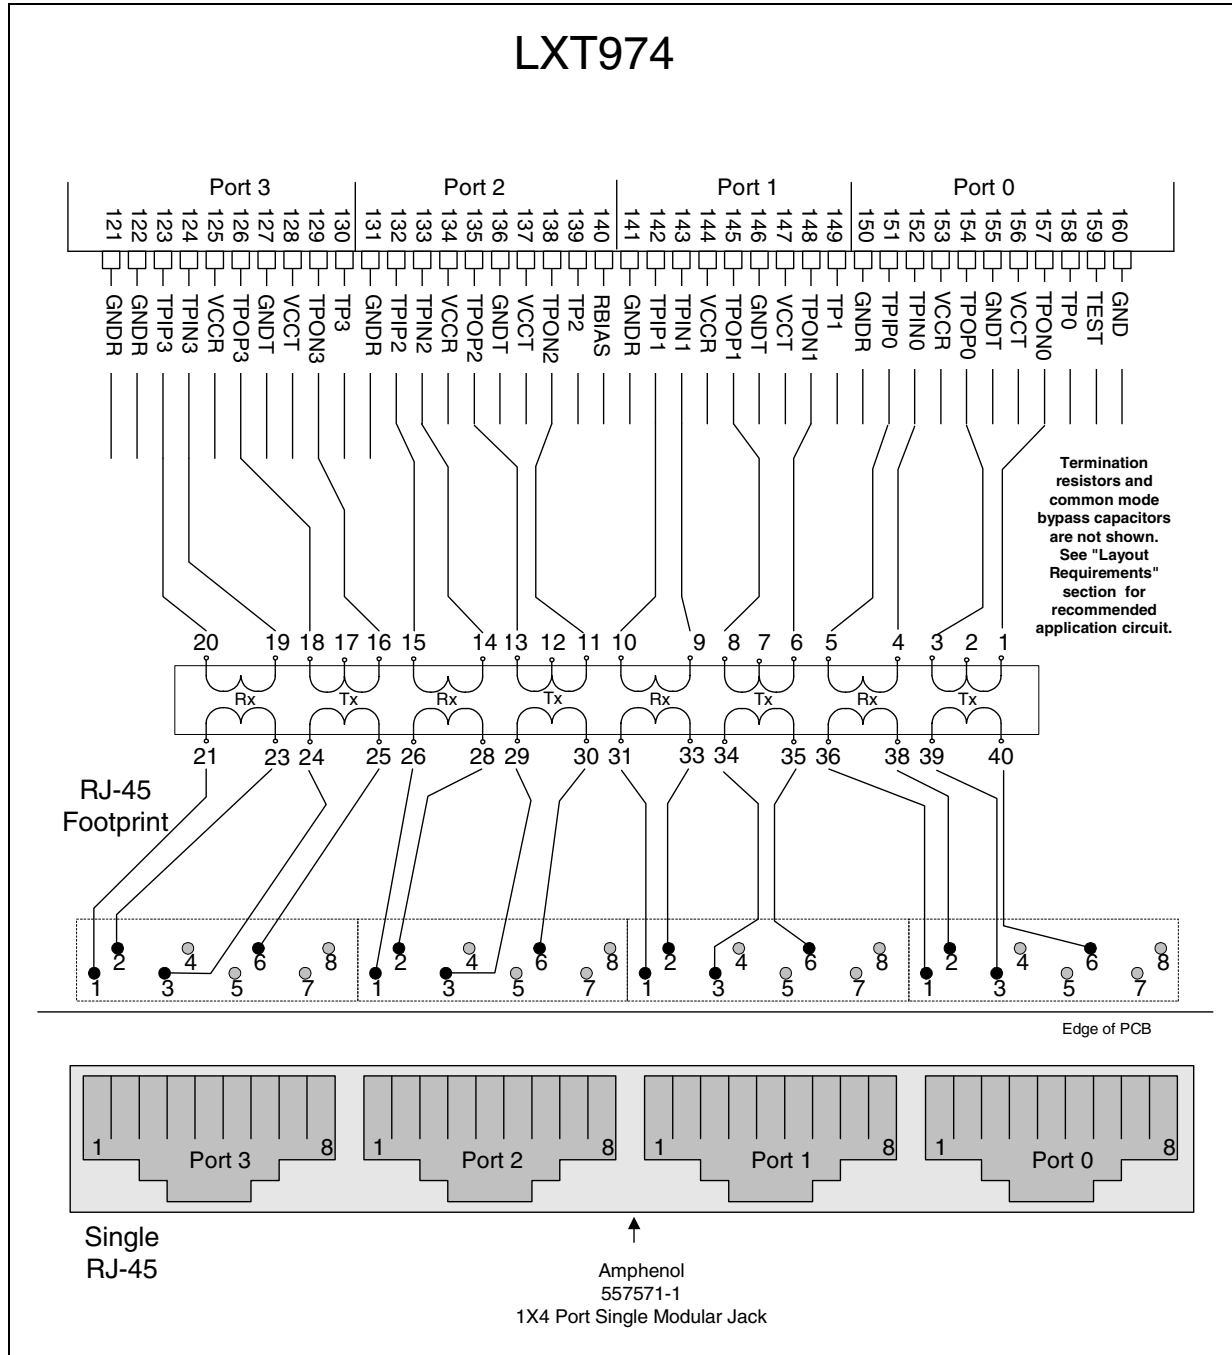 LXT974
Port 3 Port 2 Port 1 Port 0
121 122 123 124 125 126 127 128 129 130 131 132 133 134 135 136 137 138 139 140 141 142 143 144 145 146 147 148 149 150 151 152 153 154 155 156 157 158 159 160
GNDR GNDR TPIP3 TPIN3 VCCR TPOP3 GNDT VCCT TPON3 TP3 GNDR TPIP2 TPIN2 VCCR TPOP2 GNDT VCCT TPON2 TP2 RBIAS GNDR TPIP1 TPIN1 VCCR TPOP1 GNDT VCCT TPON1 TP1 GNDR TPIP0 TPIN0 VCCR TPOP0 GNDT VCCT TPON0 TP0 TEST GND
Termination
resistors and
common mode
bypass capacitors
are not shown.
See "Layout
Requirements"
section for
recommended
application circuit.
20 19 18 17 16 15 14 13 12 11 10 9 8 7 6 5 4 3 2 1
Rx Tx Rx Tx Rx Tx Rx Tx
21 23 24 25 26 28 29 30 31 33 34 35 36 38 39 40
RJ-45
Footprint
2 4 6 8 2 4 6 8 2 4 6 8 2 4 6 8
1 3 5 7 1 3 5 7 1 3 5 7 1 3 5 7
Edge of PCB
1 8 1 8 1 8 1 8
Port 3 Port 2 Port 1 Port 0
Single
RJ-45
Amphenol
557571-1
1X4 Port Single Modular Jack